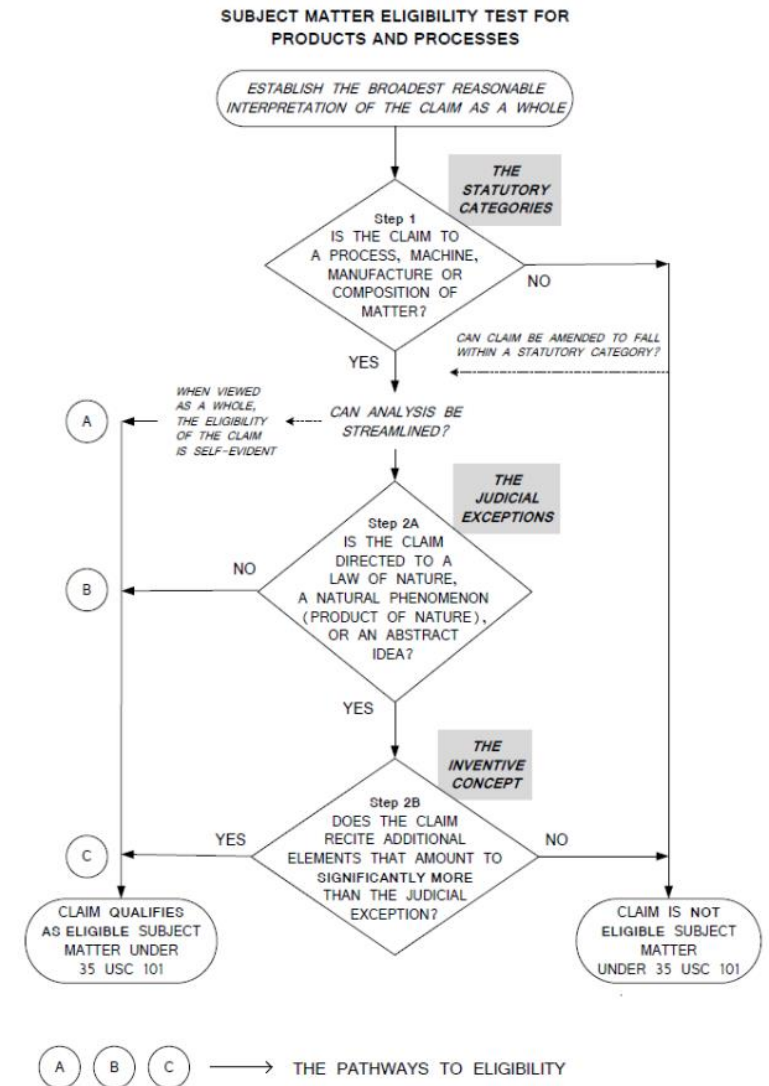 SUBJECT MATTER ELIGIBILITY TEST FOR
PRODUCTS AND PROCESSES
ESTABLISH THE BROADEST REASONABLE
INTERPRETATION OF THE CLAIM AS A WHOLE
THE
STATUTORY
CATEGORIES
Step 1
IS THE CLAIM TO
A PROCESS, MACHINE,
MANUFACTURE OR
COMPOSITION OF
MATTER?
NO
YES
CAN CLAIM BE AMENDED TO FALL
WITHIN A STATUTORY CATEGORY?
A
WHEN VIEWED
AS A WHOLE,
THE ELIGIBILITY
OF THE CLAIM
IS SELF-EVIDENT
CAN ANALYSIS BE
STREAMLINED?
THE
JUDICIAL
EXCEPTIONS
Step 2A
IS THE CLAIM
DIRECTED TO A
LAW OF NATURE,
A NATURAL PHENOMENON
(PRODUCT OF NATURE),
OR AN ABSTRACT
IDEA?
NO
B
YES
THE
INVENTIVE
CONCEPT
Step 2B
DOES THE CLAIM
RECITE ADDITIONAL
ELEMENTS THAT AMOUNT TO
SIGNIFICANTLY MORE
THAN THE JUDICIAL
EXCEPTION?
YES
NO
C
CLAIM QUALIFIES
AS ELIGIBLE SUBJECT
MATTER UNDER
35 USC 101
CLAIM IS NOT
ELIGIBLE SUBJECT
MATTER
UNDER 35 USC 101
A B C THE PATHWAYS TO ELIGIBILITY